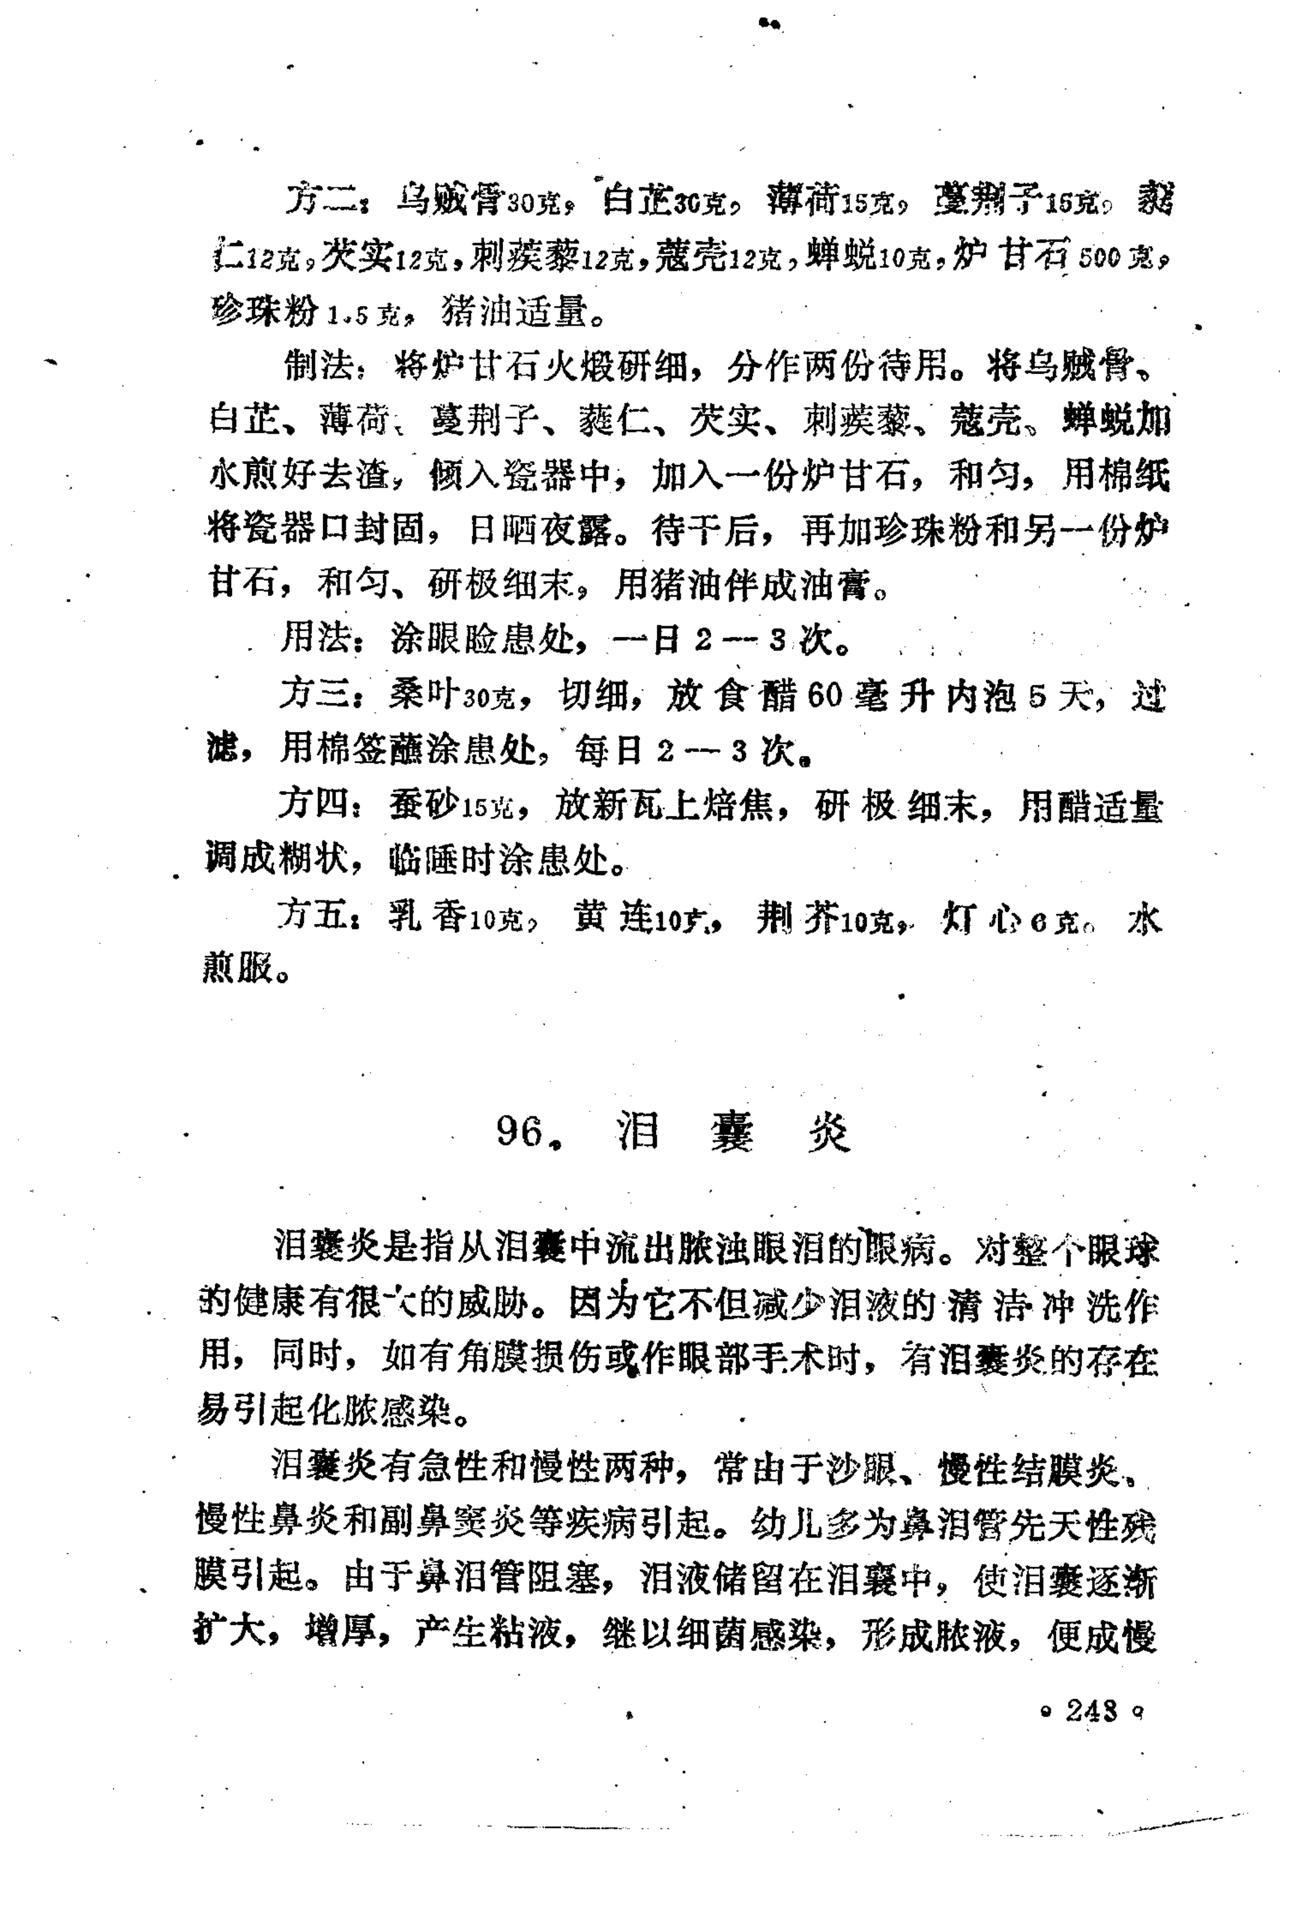 方二：乌贼骨30克，白芷30克，薄荷15克，蔓荆子15克，蕤
仁12克，芡实12克，刺蒺藜12克，蔻壳12克，蝉蜕10克，炉甘石500克，
珍珠粉1.5克，猪油适量。
制法：将炉甘石火煅研细，分作两份待用。将乌贼骨、
白芷、薄荷、蔓荆子、蕤仁、芡实、刺蒺藜、蔻壳、蝉蜕加
水煎好去渣，倾入瓷器中，加入一份炉甘石，和匀，用棉纸
将瓷器口封固，日晒夜露。待干后，再加珍珠粉和另一份炉
甘石，和匀、研极细末，用猪油伴成油膏。
用法：涂眼睑患处，一日2—3次。
方三：桑叶30克，切细，放食醋60毫升内泡5天，过
滤，用棉签蘸涂患处，每日2—3次。
方四：蚕砂15克，放新瓦上焙焦，研极细末，用醋适量
调成糊状，临睡时涂患处。
方五：乳香10克，黄连10克，荆芥10克，灯心6克。水
煎服。
96。泪囊炎
泪囊炎是指从泪囊中流出脓浊眼泪的眼病。对整个眼球
的健康有很大的威胁。因为它不但减少泪液的清洁冲洗作
用，同时，如有角膜损伤或作眼部手术时，有泪囊炎的存在
易引起化脓感染。
泪囊炎有急性和慢性两种，常由于沙眼、慢性结膜炎、
慢性鼻炎和副鼻窦炎等疾病引起。幼儿多为鼻泪管先天性残
膜引起。由于鼻泪管阻塞，泪液储留在泪囊中，使泪囊逐渐
扩大，增厚，产生粘液，继以细菌感染，形成脓液，便成慢
。243。